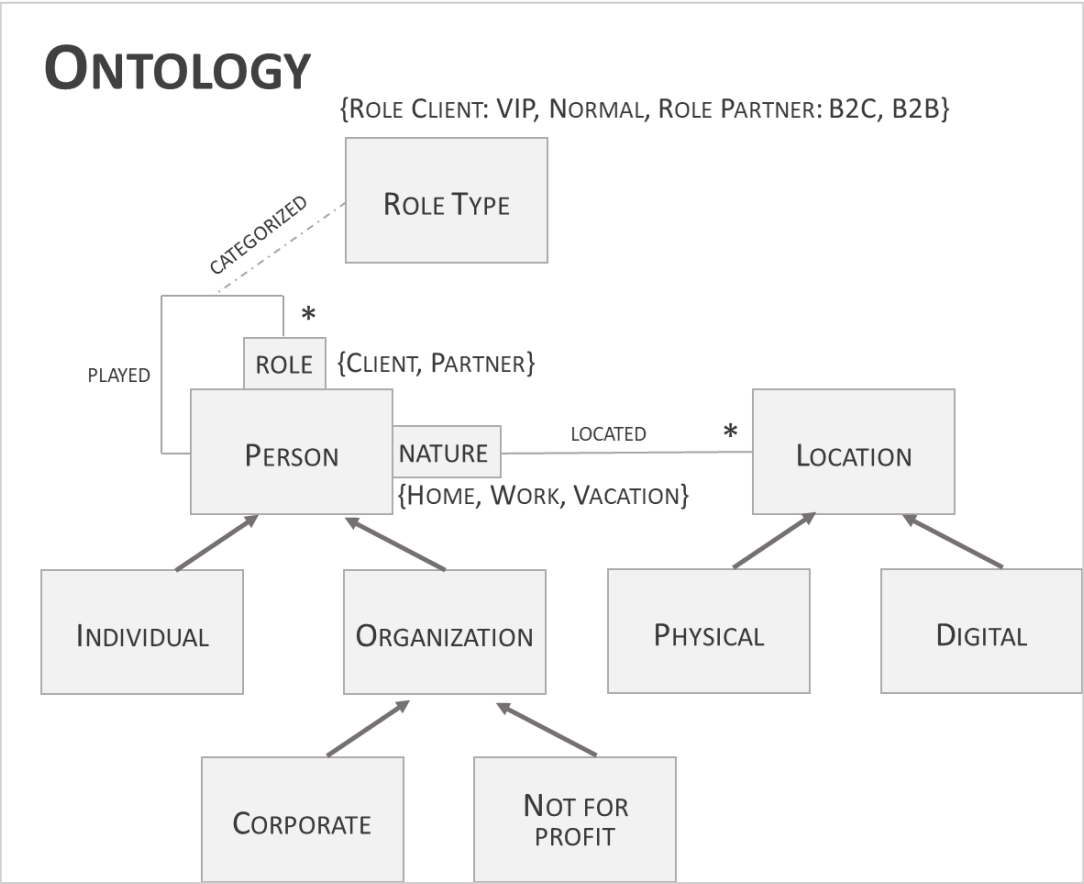 Ontology
{Role Client: VIP, Normal, Role Partner: B2C, B2B}
Role Type
categorized
*
played
role
{Client, Partner}
Person
nature
located
*
Location
{Home, Work, Vacation}
Individual
Organization
Physical
Digital
Corporate
Not for
profit